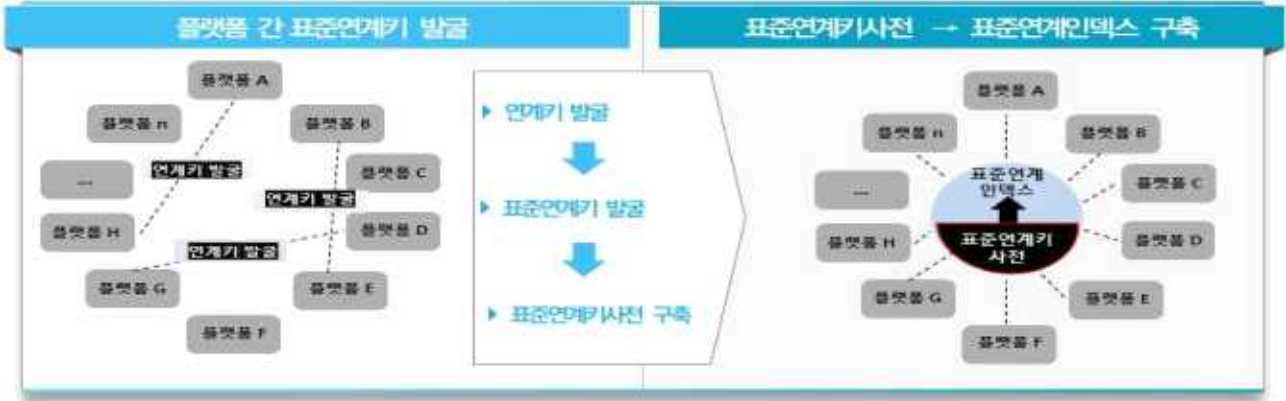 플랫폼 간 표준연계키 발굴
플랫폼 A
플랫폼 n
플랫폼 B
연계키 발굴
플랫폼 C
...
연계키 발굴
플랫폼 H
플랫폼 D
연계키 발굴
플랫폼 G
플랫폼 E
플랫폼 F
▶ 연계키 발굴
▶ 표준연계키 발굴
▶ 표준연계키사전 구축
표준연계키사전 → 표준연계인덱스 구축
플랫폼 A
플랫폼 n
플랫폼 B
표준연계
인덱스
플랫폼 C
...
표준연계키
사전
플랫폼 H
플랫폼 D
플랫폼 G
플랫폼 E
플랫폼 F